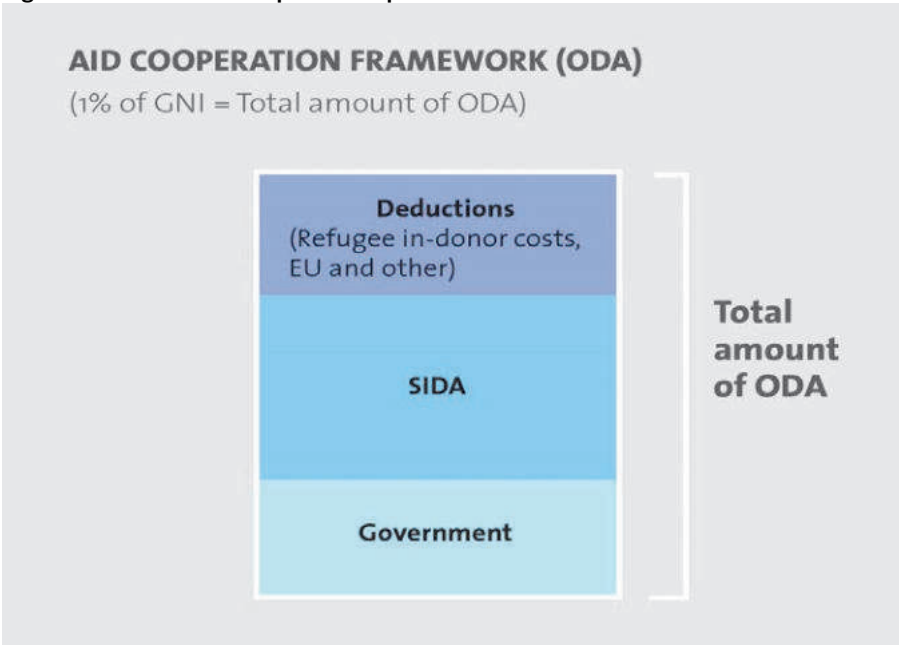 AID COOPERATION FRAMEWORK (ODA)
(1% of GNI = Total amount of ODA)
Deductions
(Refugee in-donor costs,
EU and other)
SIDA
Government
Total
amount
of ODA